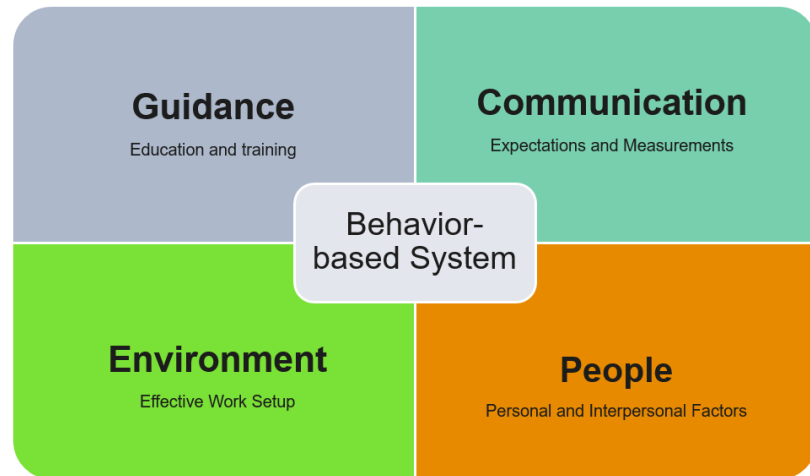 Guidance
Education and training
Communication
Expectations and Measurements
Behavior-
based System
Environment
Effective Work Setup
People
Personal and Interpersonal Factors